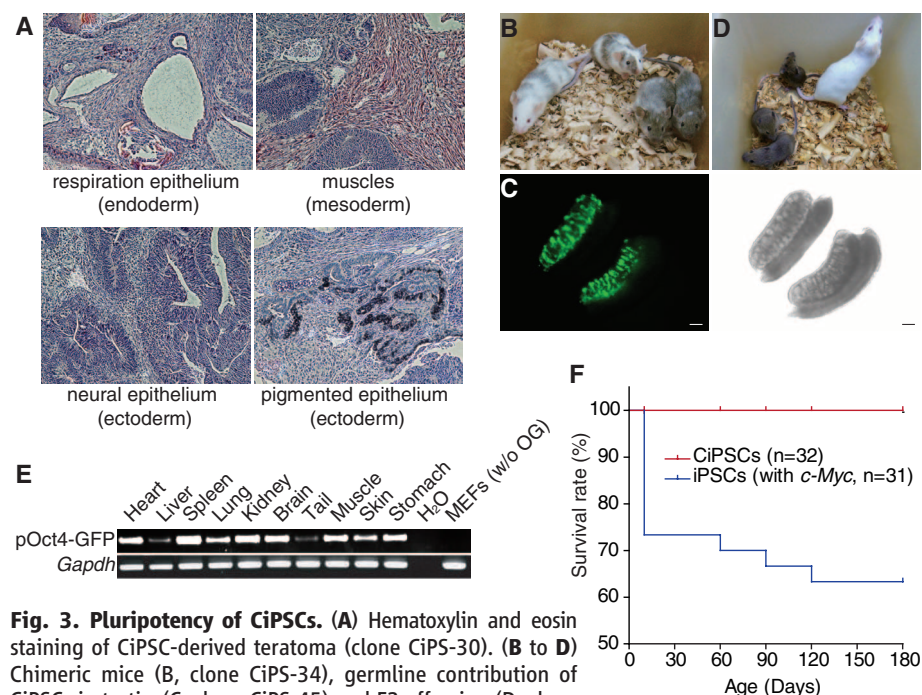 A
B
D
respiration epithelium
(endoderm)
muscles
(mesoderm)
C
neural epithelium
(ectoderm)
pigmented epithelium
(ectoderm)
E
Heart
Liver
Spleen
Lung
Kidney
Brain
Tail
Muscle
Skin
Stomach
H₂O
MEFs (w/o OG)
pOct4-GFP
Gapdh
F
100
90
80
70
60
50
Survival rate (%)
CiPSCs (n=32)
iPSCs (with c-Myc, n=31)
0 30 60 90 120 150 180
Age (Days)
Fig. 3. Pluripotency of CiPSCs. (A) Hematoxylin and eosin
staining of CiPSC-derived teratoma (clone CiPS-30). (B to D)
Chimeric mice (B, clone CiPS-34), germline contribution of